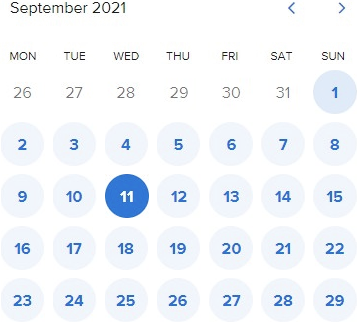 September 2021
MON TUE WED THU FRI SAT SUN
26 27 28 29 30 31 1
2 3 4 5 6 7 8
9 10 11 12 13 14 15
16 17 18 19 20 21 22
23 24 25 26 27 28 29